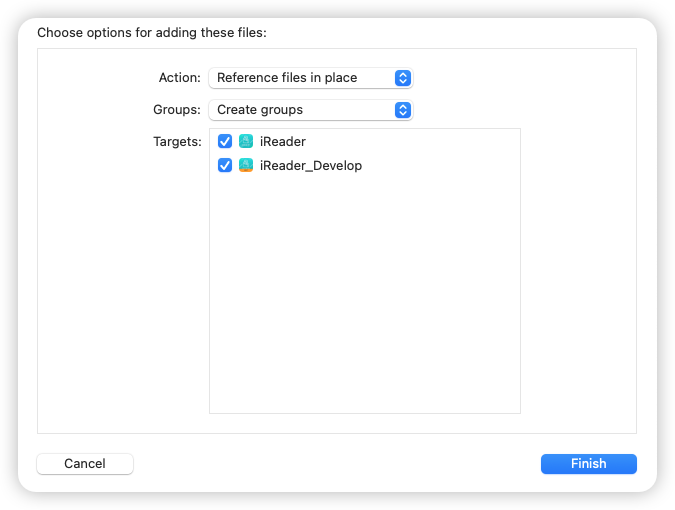 Choose options for adding these files:
Action: Reference files in place
Groups: Create groups
Targets: iReader
iReader_Develop
Cancel Finish